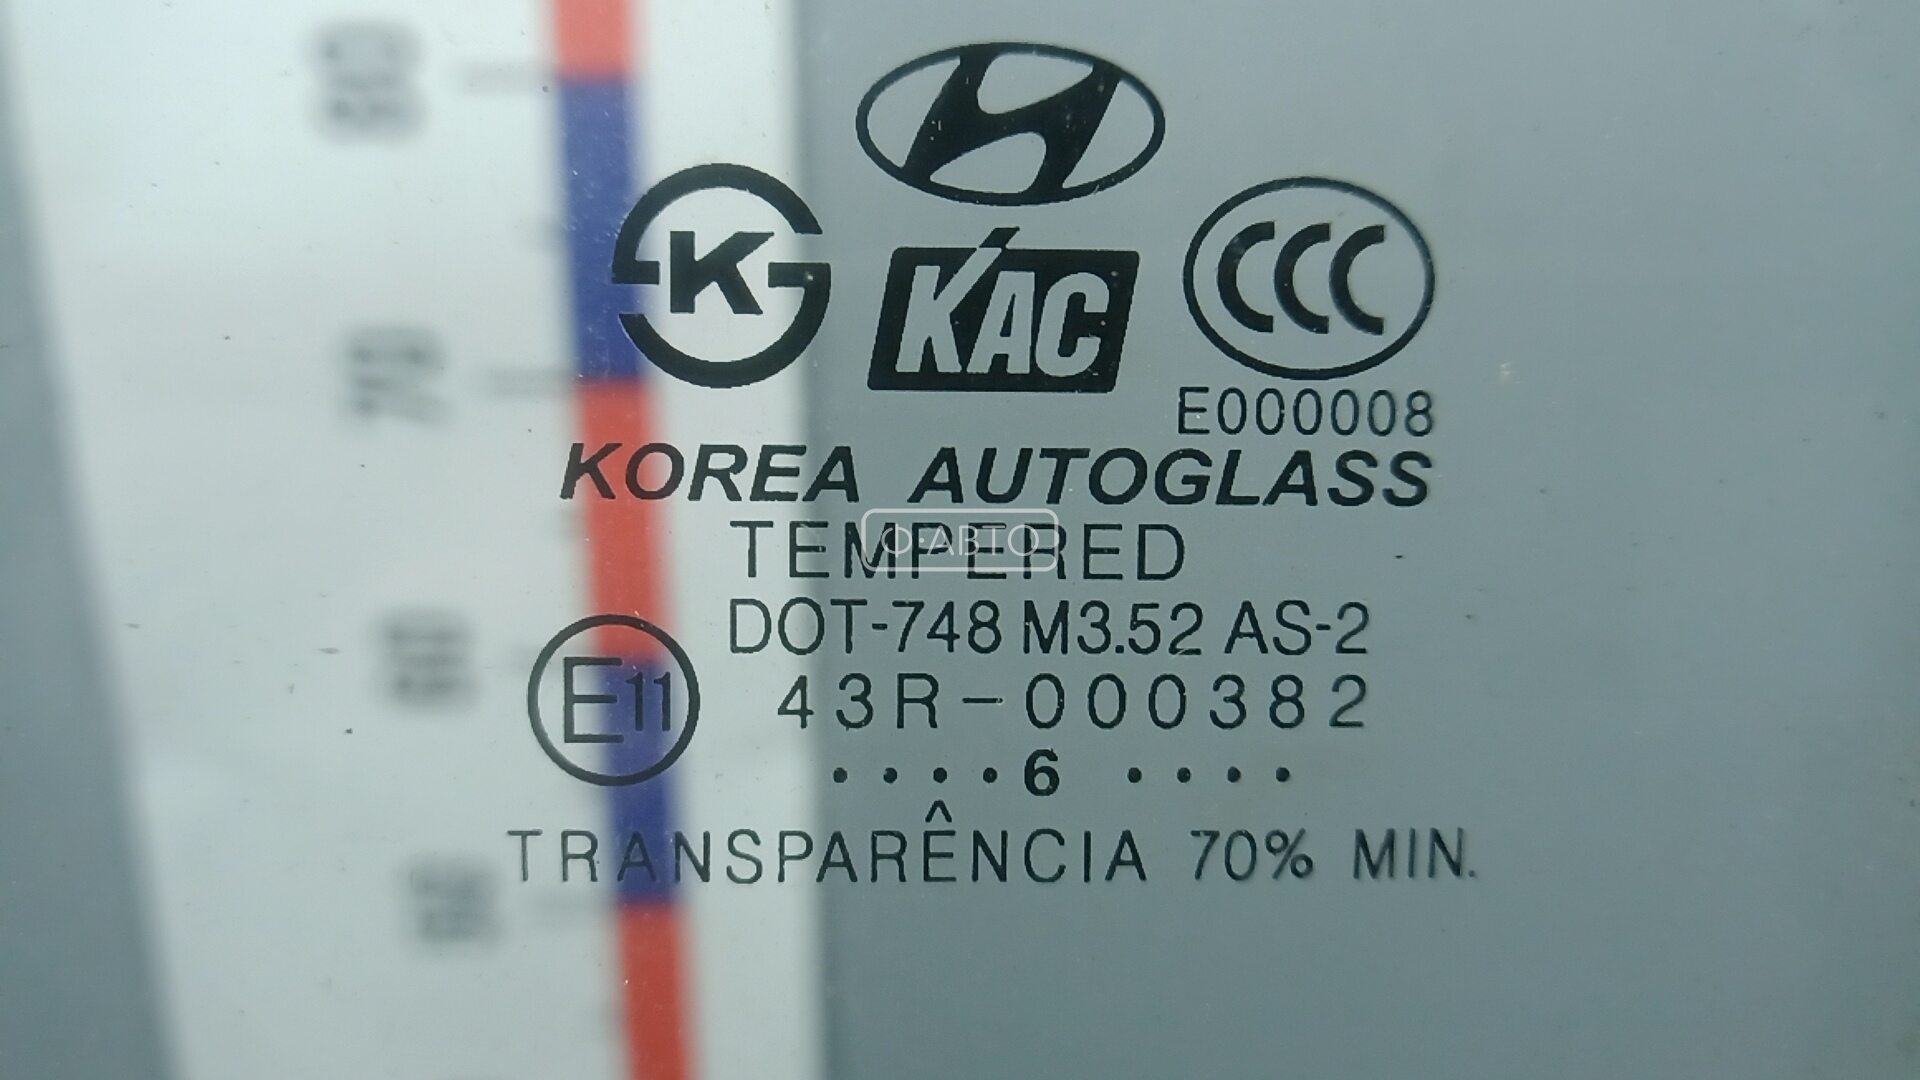 K
KAC
CCC
E000008
KOREA AUTOGLASS
TEMPERED
Ф·АВТО
DOT-748 M3.52 AS-2
E11 43R-000382
....6 ....
TRANSPARÊNCIA 70% MIN.